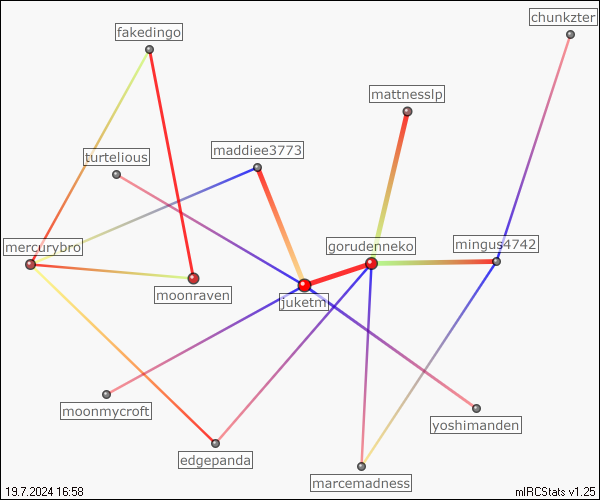 chunkzter
fakedingo
mattnesslp
maddiee3773
turtelious
mercurybro
gorudenneko
mingus4742
moonraven
juketm
moonmycroft
yoshimanden
edgepanda
marcemadness
19.7.2024 16:58
mIRCStats v1.25